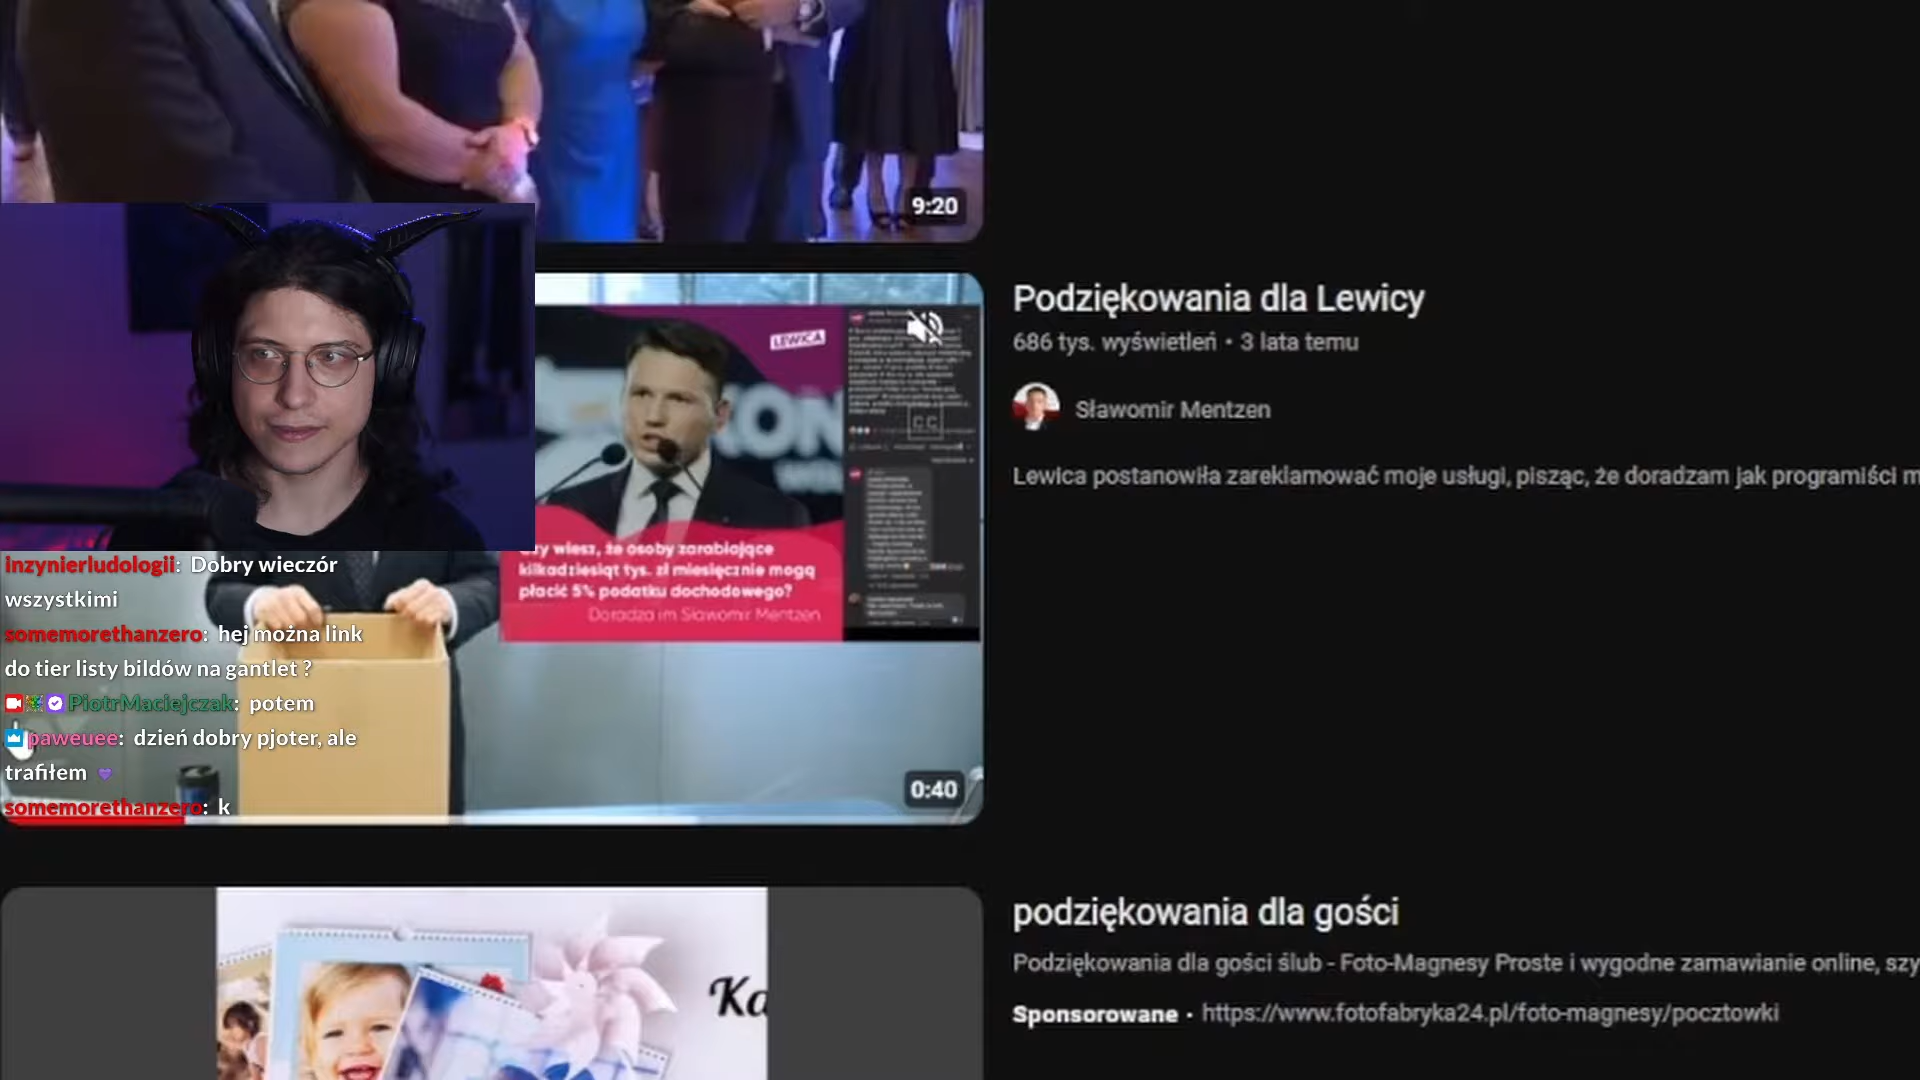 9:20
Podziękowania dla Lewicy
686 tys. wyświetleń • 3 lata temu
Sławomir Mentzen
Lewica postanowiła zareklamować moje usługi, pisząc, że doradzam jak programiści m
LEWICA
KON
CC
wiesz, że osoby zarabiające
kilkadziesiąt tys. zł miesięcznie mogą
płacić 5% podatku dochodowego?
Doradza im Sławomir Mentzen
inzynierludologii: Dobry wieczór
wszystkimi
somemorethanzero: hej można link
do tier listy bildów na gantlet ?
PiotrMaciejczak: potem
paweuee: dzień dobry pjoter, ale
trafiłem
somemorethanzero: k
0:40
podziękowania dla gości
Podziękowania dla gości ślub - Foto-Magnesy Proste i wygodne zamawianie online, szy
Sponsorowane • https://www.fotofabryka24.pl/foto-magnesy/pocztowki
Ka